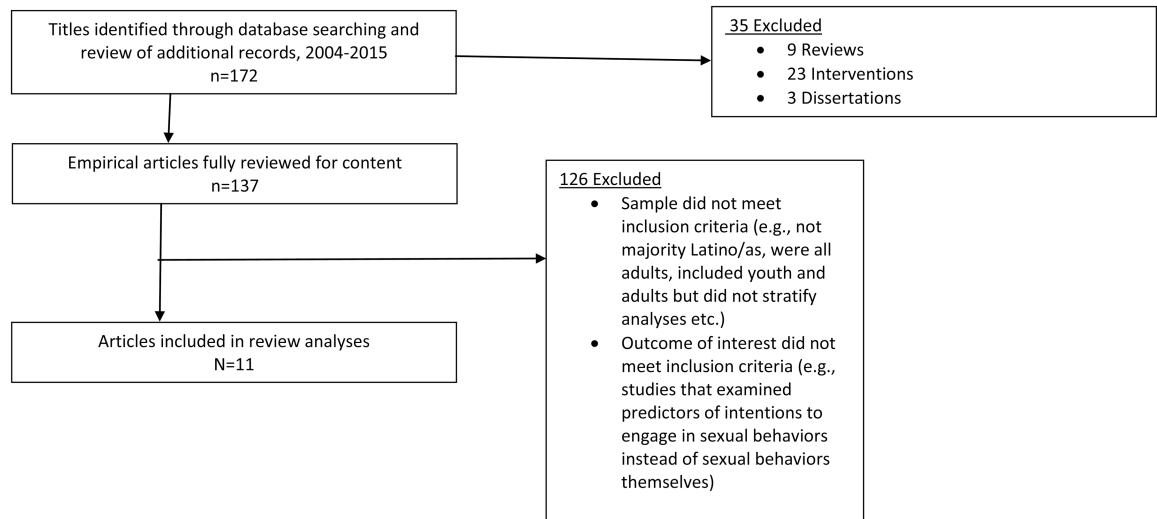 Titles identified through database searching and
review of additional records, 2004-2015
n=172
35 Excluded
• 9 Reviews
• 23 Interventions
• 3 Dissertations
Empirical articles fully reviewed for content
n=137
126 Excluded
• Sample did not meet
inclusion criteria (e.g., not
majority Latino/as, were all
adults, included youth and
adults but did not stratify
analyses etc.)
• Outcome of interest did not
meet inclusion criteria (e.g.,
studies that examined
predictors of intentions to
engage in sexual behaviors
instead of sexual behaviors
themselves)
Articles included in review analyses
N=11